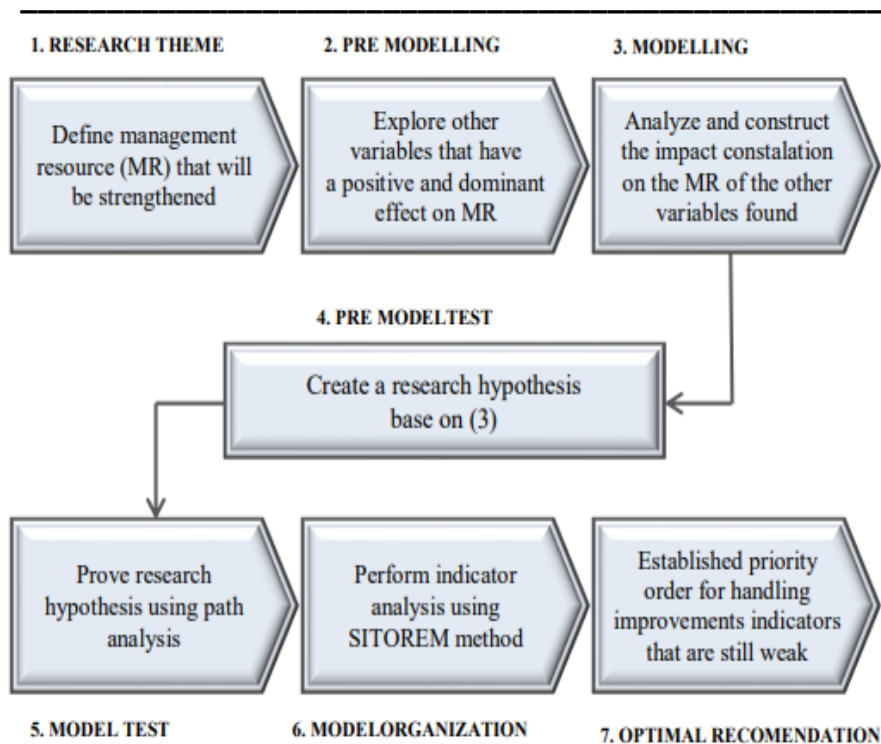 1. RESEARCH THEME
2. PRE MODELLING
3. MODELLING
Define management
resource (MR) that will
be strengthened
Explore other
variables that have
a positive and dominant
effect on MR
Analyze and construct
the impact constalation
on the MR of the other
variables found
4. PRE MODELTEST
Create a research hypothesis
base on (3)
Prove research
hypothesis using path
analysis
Perform indicator
analysis using
SITOREM method
Established priority
order for handling
improvements indicators
that are still weak
5. MODEL TEST
6. MODELORGANIZATION
7. OPTIMAL RECOMENDATION